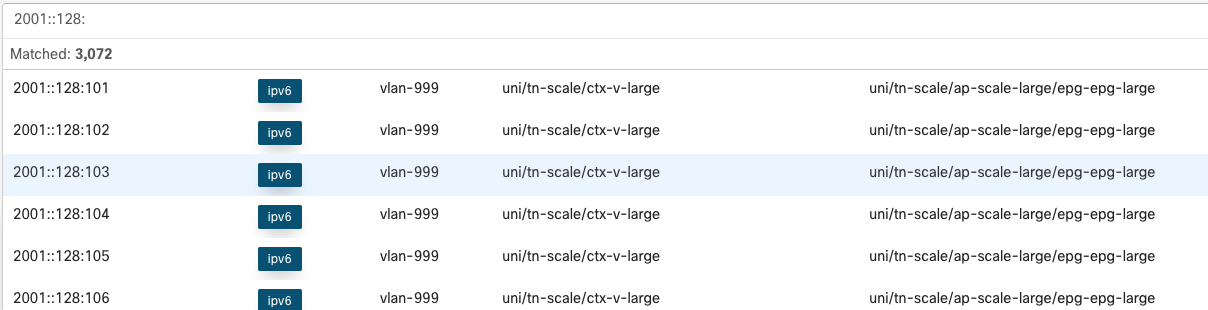 2001::128:
Matched: 3,072
2001::128:101 ipv6 vlan-999 uni/tn-scale/ctx-v-large uni/tn-scale/ap-scale-large/epg-epg-large
2001::128:102 ipv6 vlan-999 uni/tn-scale/ctx-v-large uni/tn-scale/ap-scale-large/epg-epg-large
2001::128:103 ipv6 vlan-999 uni/tn-scale/ctx-v-large uni/tn-scale/ap-scale-large/epg-epg-large
2001::128:104 ipv6 vlan-999 uni/tn-scale/ctx-v-large uni/tn-scale/ap-scale-large/epg-epg-large
2001::128:105 ipv6 vlan-999 uni/tn-scale/ctx-v-large uni/tn-scale/ap-scale-large/epg-epg-large
2001::128:106 ipv6 vlan-999 uni/tn-scale/ctx-v-large uni/tn-scale/ap-scale-large/epg-epg-large